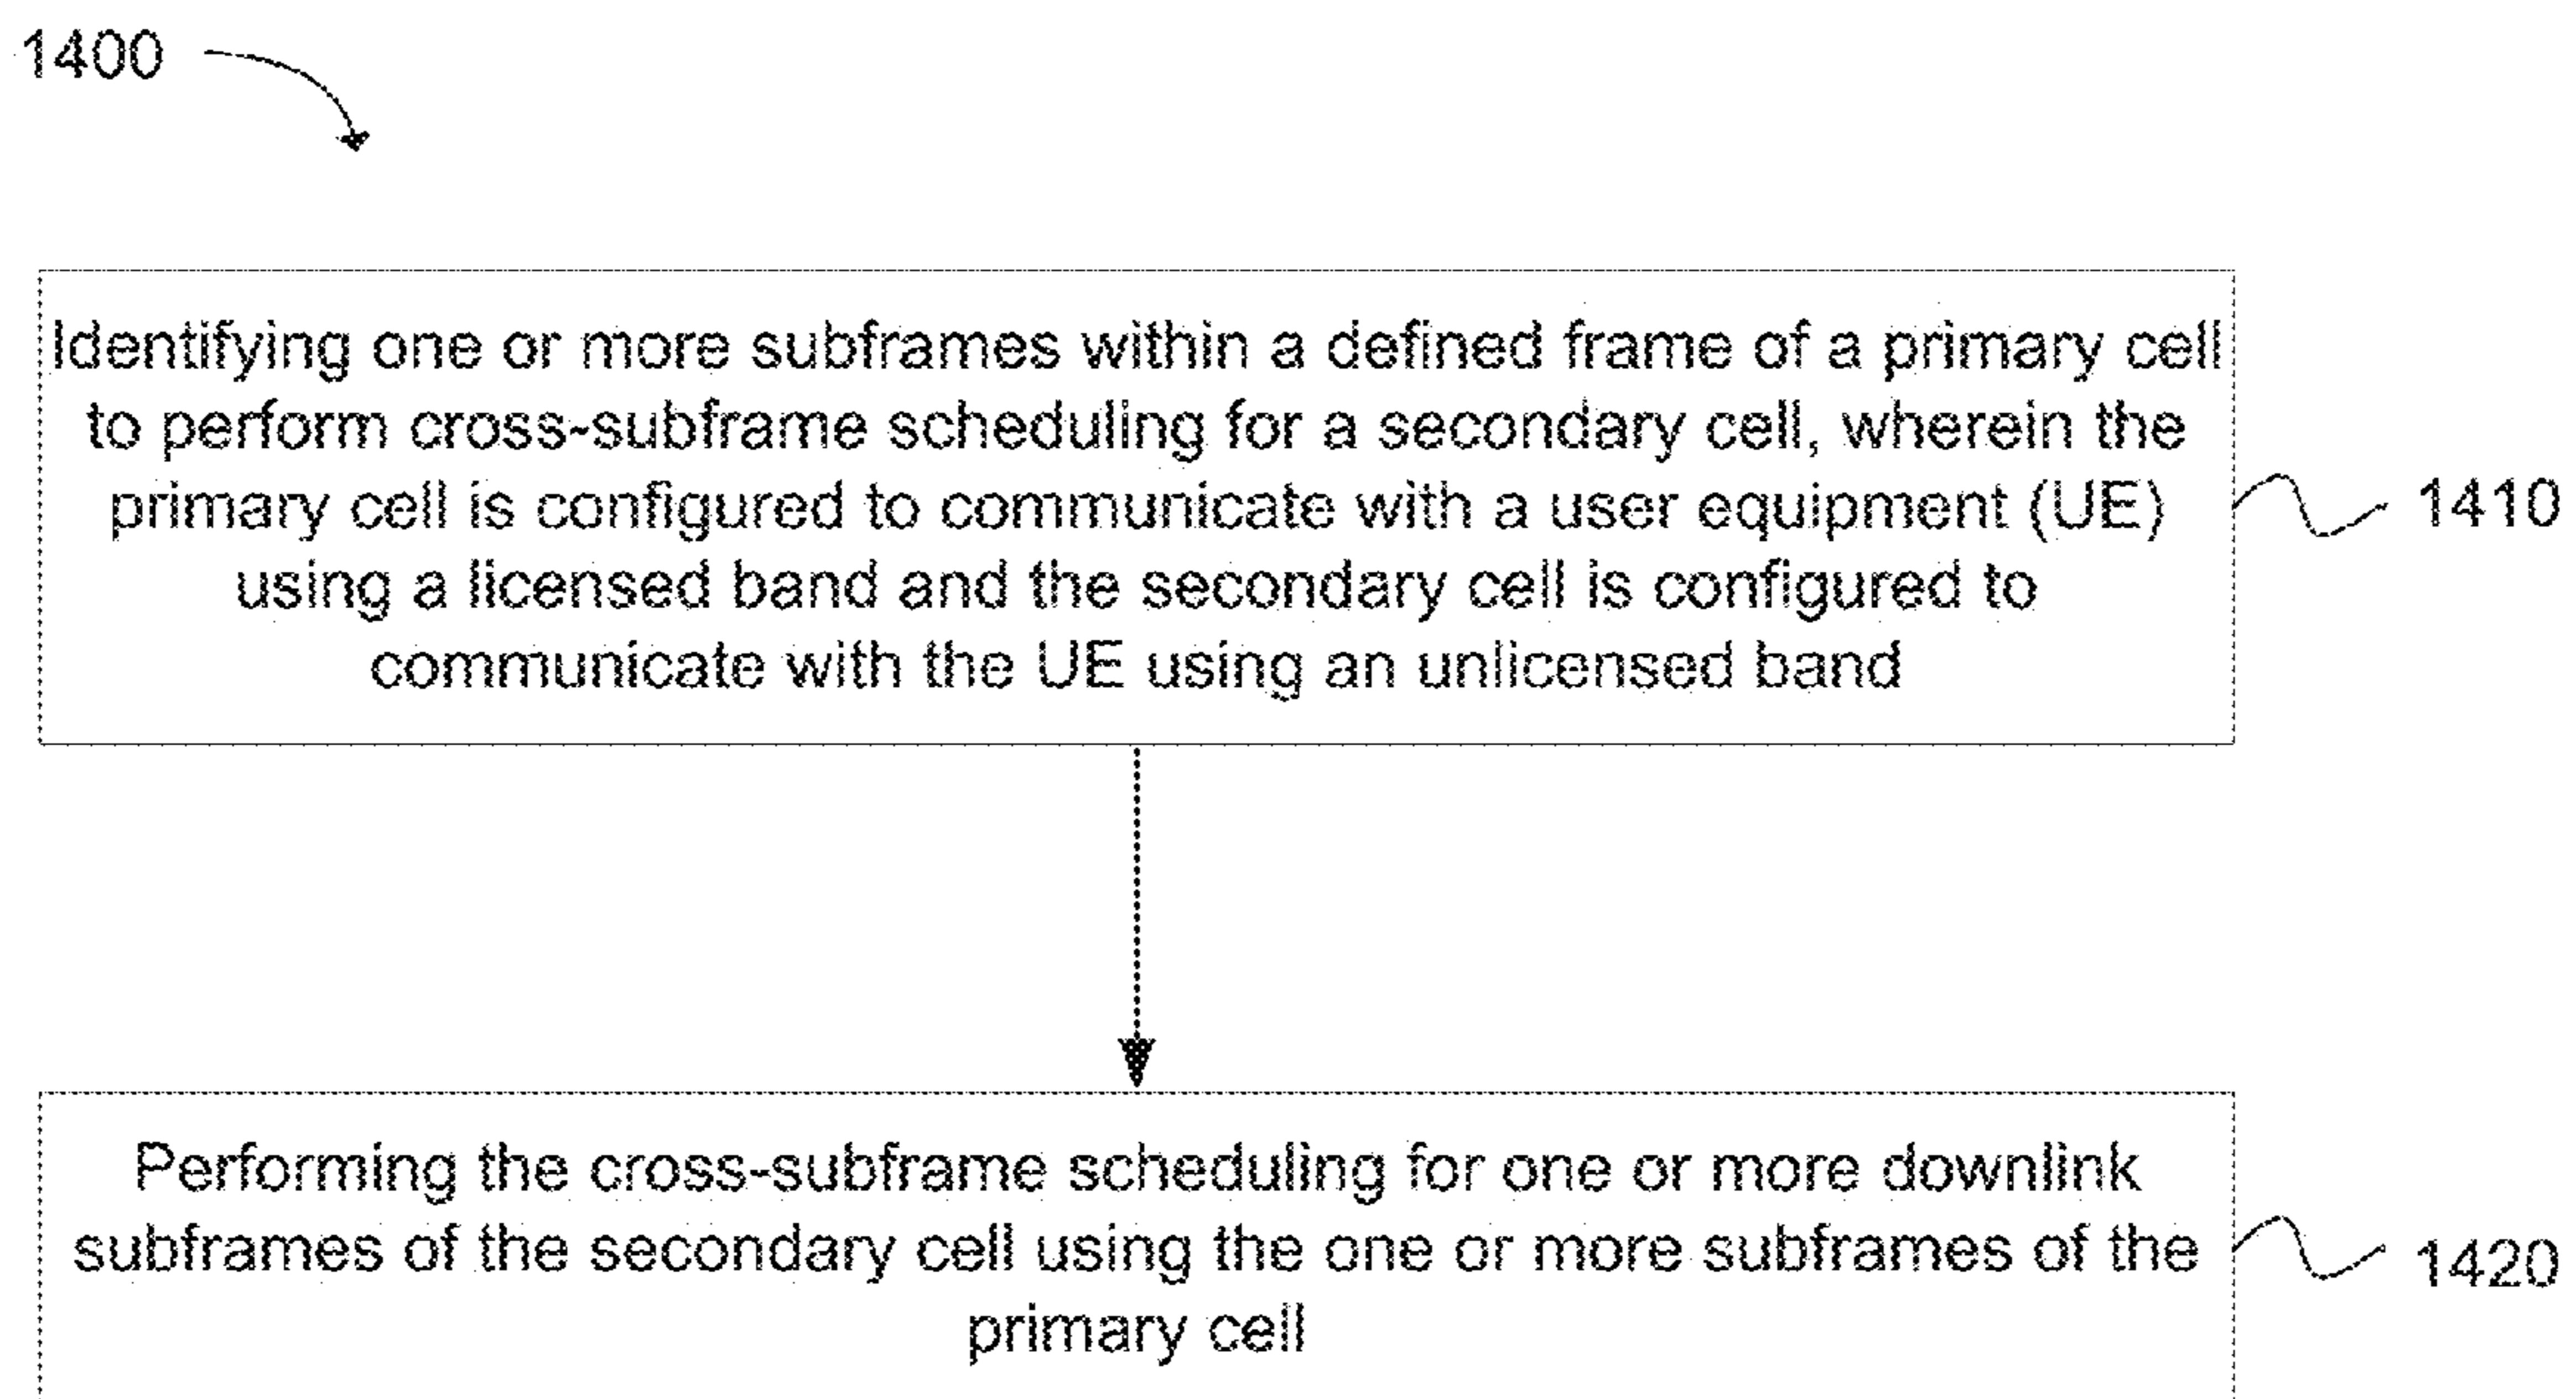 1400
Identifying one or more subframes within a defined frame of a primary cell
to perform cross-subframe scheduling for a secondary cell, wherein the
primary cell is configured to communicate with a user equipment (UE)
using a licensed band and the secondary cell is configured to
communicate with the UE using an unlicensed band
1410
Performing the cross-subframe scheduling for one or more downlink
subframes of the secondary cell using the one or more subframes of the
primary cell
1420